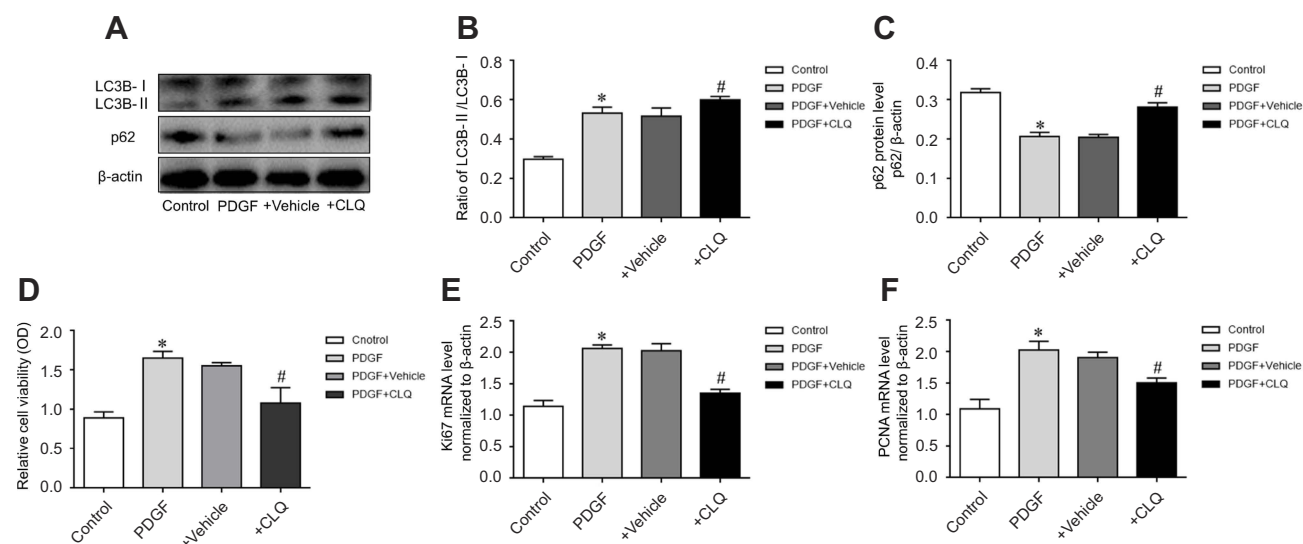 A
LC3B- I
LC3B-II
p62
β-actin
Control PDGF +Vehicle +CLQ
B
Ratio of LC3B-II /LC3B- I
0.8
0.6
0.4
0.2
0.0
*
#
Control
PDGF
+Vehicle
+CLQ
Control
PDGF
PDGF+Vehicle
PDGF+CLQ
C
p62 protein level
p62/ β-actin
0.4
0.3
0.2
0.1
0.0
*
#
Control
PDGF
+Vehicle
+CLQ
Control
PDGF
PDGF+Vehicle
PDGF+CLQ
D
Relative cell viability (OD)
2.0
1.5
1.0
0.5
0.0
*
#
Control
PDGF
+Vehicle
+CLQ
Cnotrol
PDGF
PDGF+Vehicle
PDGF+CLQ
E
Ki67 mRNA level
normalized to β-actin
2.5
2.0
1.5
1.0
0.5
0.0
*
#
Control
PDGF
+Vehicle
+CLQ
Control
PDGF
PDGF+Vehicle
PDGF+CLQ
F
PCNA mRNA level
normalized to β-actin
2.5
2.0
1.5
1.0
0.5
0.0
*
#
Control
PDGF
+Vehicle
+CLQ
Control
PDGF
PDGF+Vehicle
PDGF+CLQ